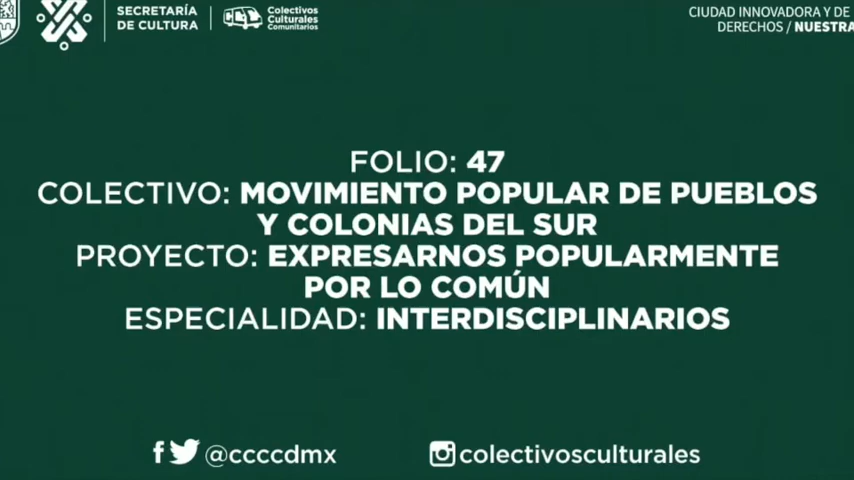 SECRETARÍA
DE CULTURA
Colectivos
Culturales
Comunitarios
CIUDAD INNOVADORA Y DE
DERECHOS / NUESTRA
FOLIO: 47
COLECTIVO: MOVIMIENTO POPULAR DE PUEBLOS
Y COLONIAS DEL SUR
PROYECTO: EXPRESARNOS POPULARMENTE
POR LO COMÚN
ESPECIALIDAD: INTERDISCIPLINARIOS
@ccccdmx
colectivosculturales